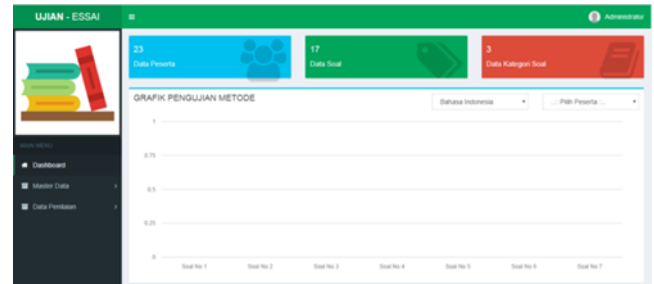 UJIAN - ESSAI
Administrator
23
Data Peserta
17
Data Soal
3
Data Kategori Soal
GRAFIK PENGUJIAN METODE
Bahasa Indonesia
...:: Pilih Peserta ::...
MAIN MENU
Dashboard
Master Data
Data Penilaian
1
0.75
0.5
0.25
0
Soal No 1
Soal No 2
Soal No 3
Soal No 4
Soal No 5
Soal No 6
Soal No 7